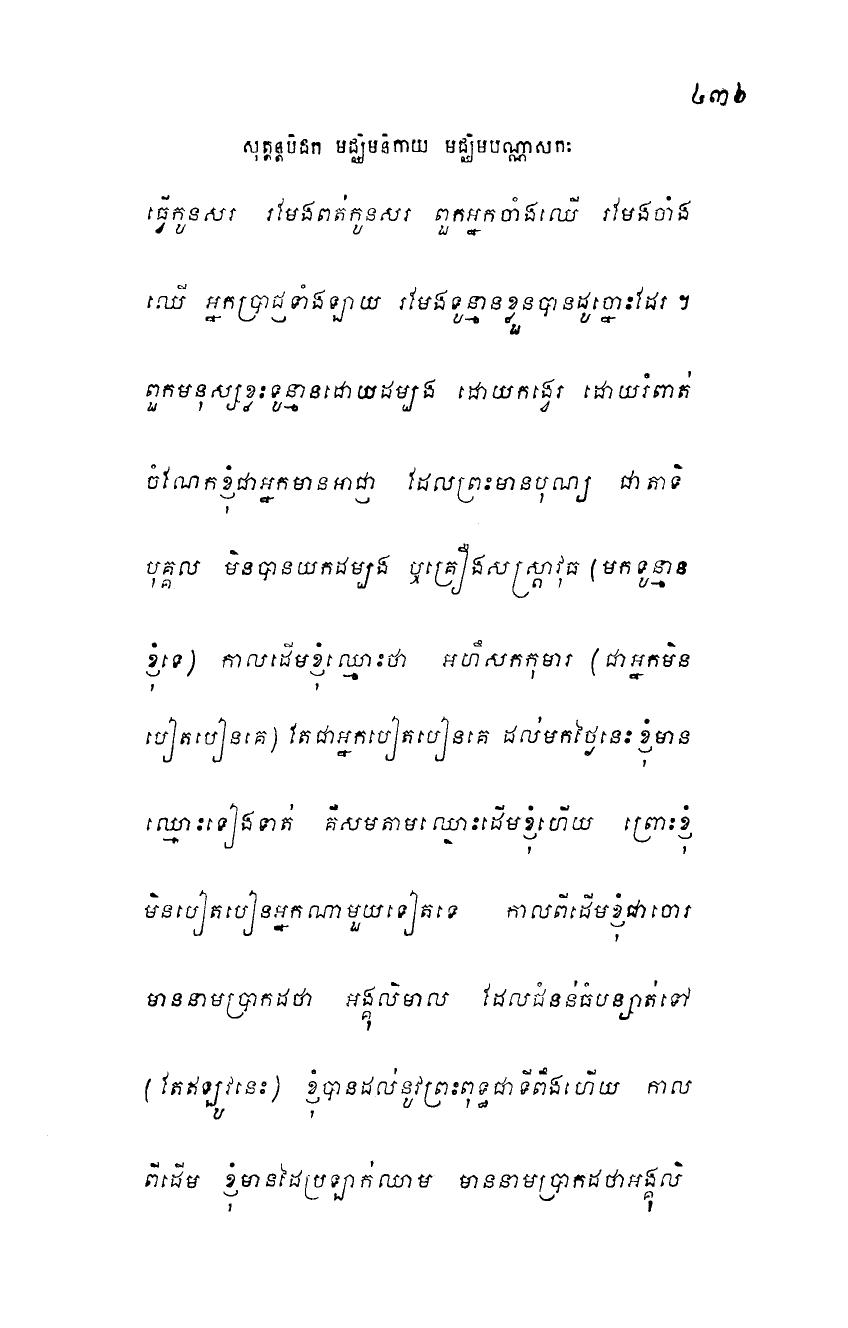 ៤៣៦
សុត្តន្តបិដក មជ្ឈិមនិកាយ មជ្ឈិមបណ្ណាសកៈ
ធ្វើកូនសរ រមែងពត់កូនសរ ពួកអ្នកចាំងឈើ រមែងចាំង
ឈើ អ្នកប្រាជ្ញទាំងឡាយ រមែងទូន្មានខ្លួនបានដូច្នោះដែរ ។
ពួកមនុស្សខ្លះទូន្មានដោយដម្បង ដោយកង្វេរ ដោយរំពាត់
ចំណែកខ្ញុំជាអ្នកមានអាជ្ញា ដែលព្រះមានបុណ្យ ជាតាទិ
បុគ្គល មិនបានយកដម្បង ឬគ្រឿងសស្ត្រាវុធ (មកទូន្មាន
ខ្ញុំទេ) កាលដើមខ្ញុំឈ្មោះថា អហឹសកកុមារ (ជាអ្នកមិន
បៀតបៀនគេ) តែជាអ្នកបៀតបៀនគេ ដល់មកថ្ងៃនេះខ្ញុំមាន
ឈ្មោះទៀងទាត់ គឺសមតាមឈ្មោះដើមខ្ញុំហើយ ព្រោះខ្ញុំ
មិនបៀតបៀនអ្នកណាមួយទៀតទេ កាលពីដើមខ្ញុំជាចោរ
មាននាមប្រាកដថា អង្គុលិមាល ដែលជំនន់ធំបន្សាត់ទៅ
(តែឥឡូវនេះ) ខ្ញុំបានដល់នូវព្រះពុទ្ធជាទីពឹងហើយ កាល
ពីដើម ខ្ញុំមានដៃប្រឡាក់ឈាម មាននាមប្រាកដថាអង្គុលិ